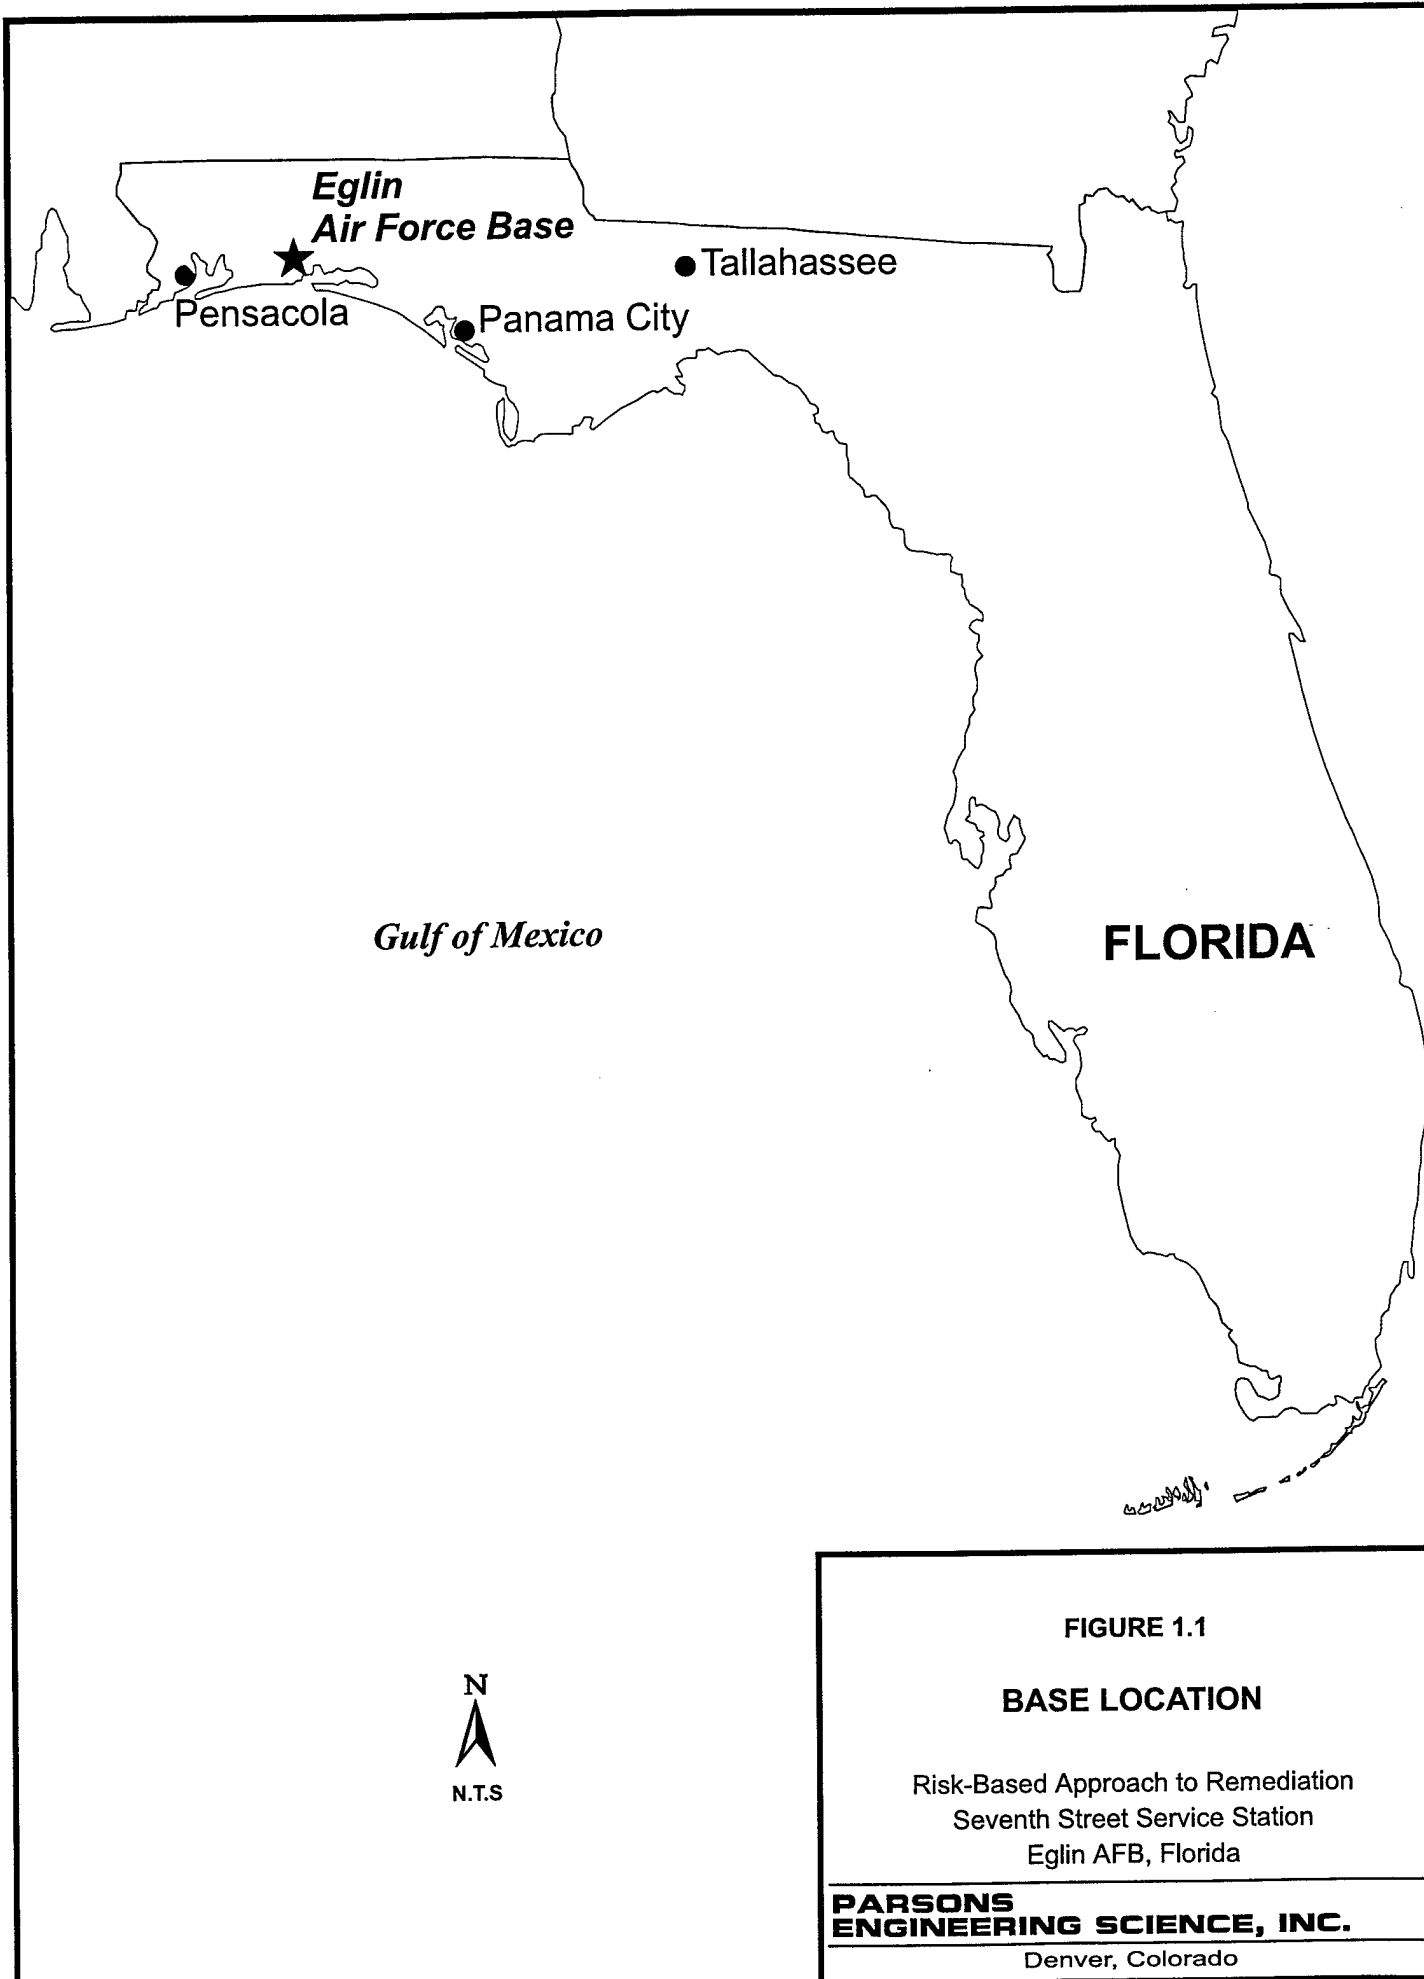 Eglin
Air Force Base
Tallahassee
Pensacola
Panama City
Gulf of Mexico
FLORIDA
N
N.T.S
FIGURE 1.1
BASE LOCATION
Risk-Based Approach to Remediation
Seventh Street Service Station
Eglin AFB, Florida
PARSONS
ENGINEERING SCIENCE, INC.
Denver, Colorado